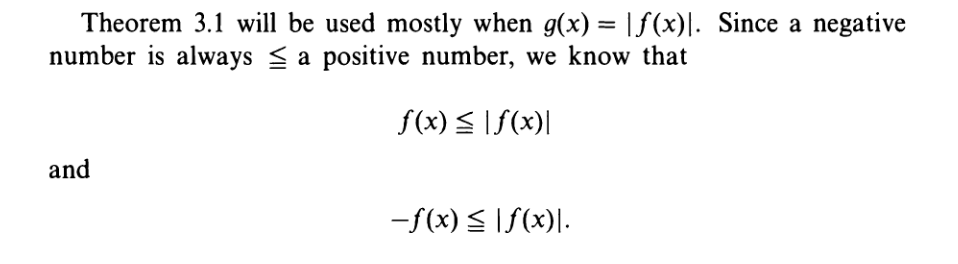 Theorem 3.1 will be used mostly when g(x) = |f(x)|. Since a negative
number is always ≦ a positive number, we know that
f(x) ≦ |f(x)|
and
−f(x) ≦ |f(x)|.